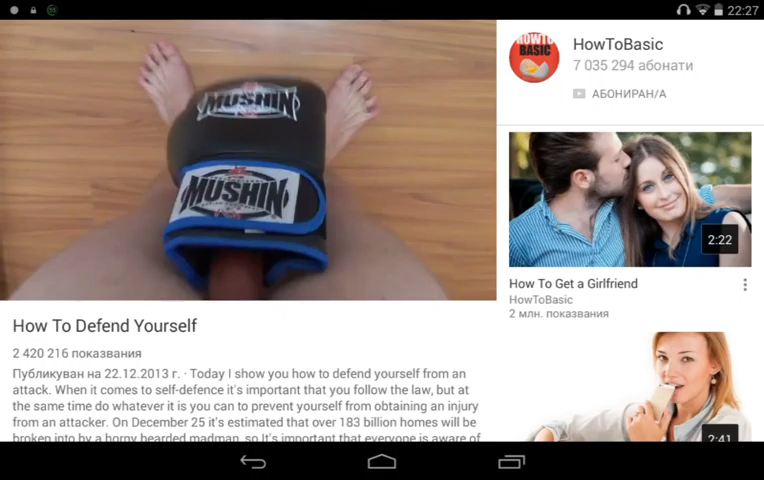 22:27
MUSHIN
MUSHIN
How To Defend Yourself
2 420 216 показвания
Публикуван на 22.12.2013 г. · Today I show you how to defend yourself from an
attack. When it comes to self-defence it's important that you follow the law, but at
the same time do whatever it is you can to prevent yourself from obtaining an injury
from an attacker. On December 25 it's estimated that over 183 billion homes will be
broken into by a horny bearded madman, so It's important that everyone is aware of
HOWTO
BASIC
HowToBasic
7 035 294 абонати
АБОНИРАН/А
2:22
How To Get a Girlfriend
HowToBasic
2 млн. показвания
2:41